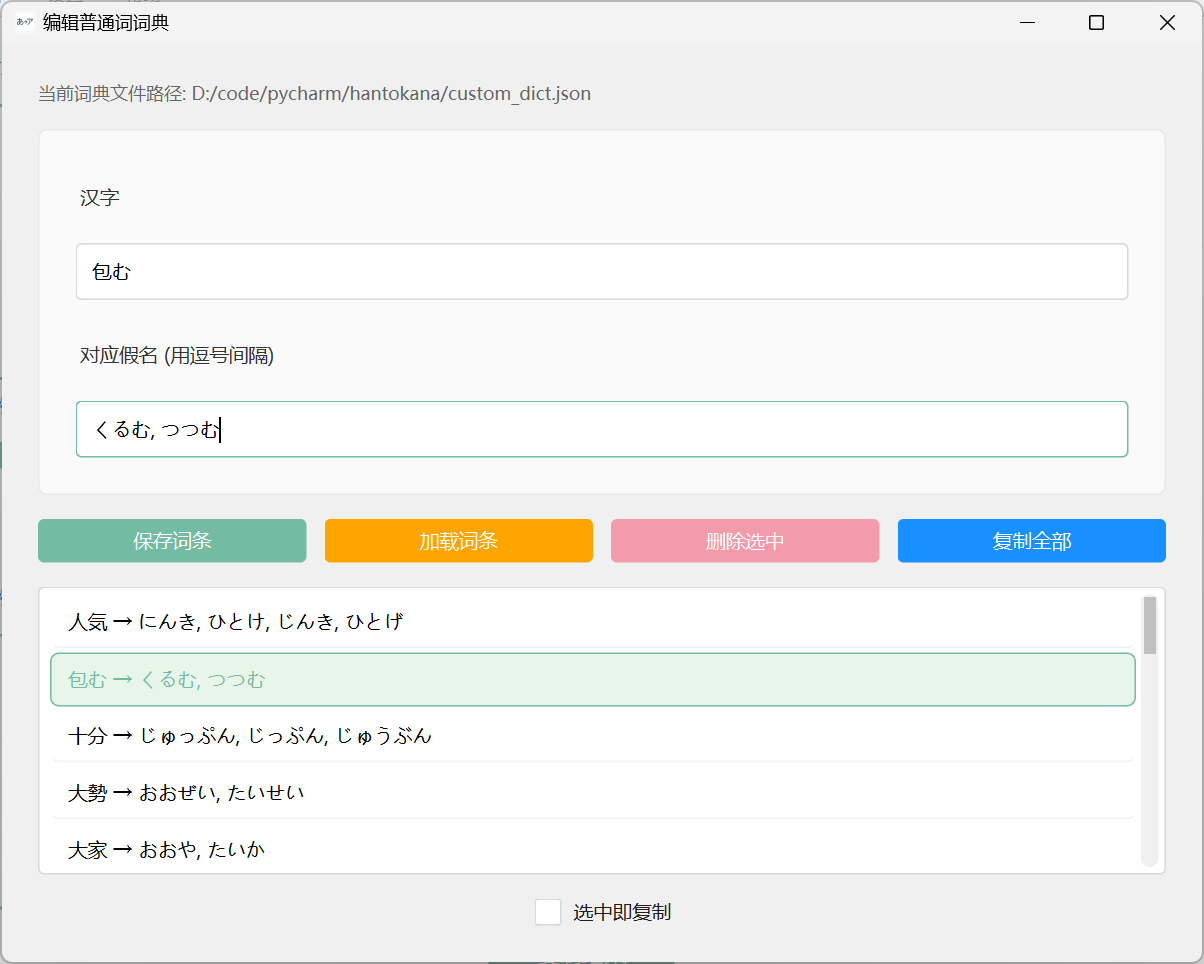 あ⇌ア 编辑普通词词典
当前词典文件路径: D:/code/pycharm/hantokana/custom_dict.json
汉字
包む
对应假名 (用逗号间隔)
くるむ, つつむ
保存词条 加载词条 删除选中 复制全部
人気 → にんき, ひとけ, じんき, ひとげ
包む → くるむ, つつむ
十分 → じゅっぷん, じっぷん, じゅうぶん
大勢 → おおぜい, たいせい
大家 → おおや, たいか
选中即复制